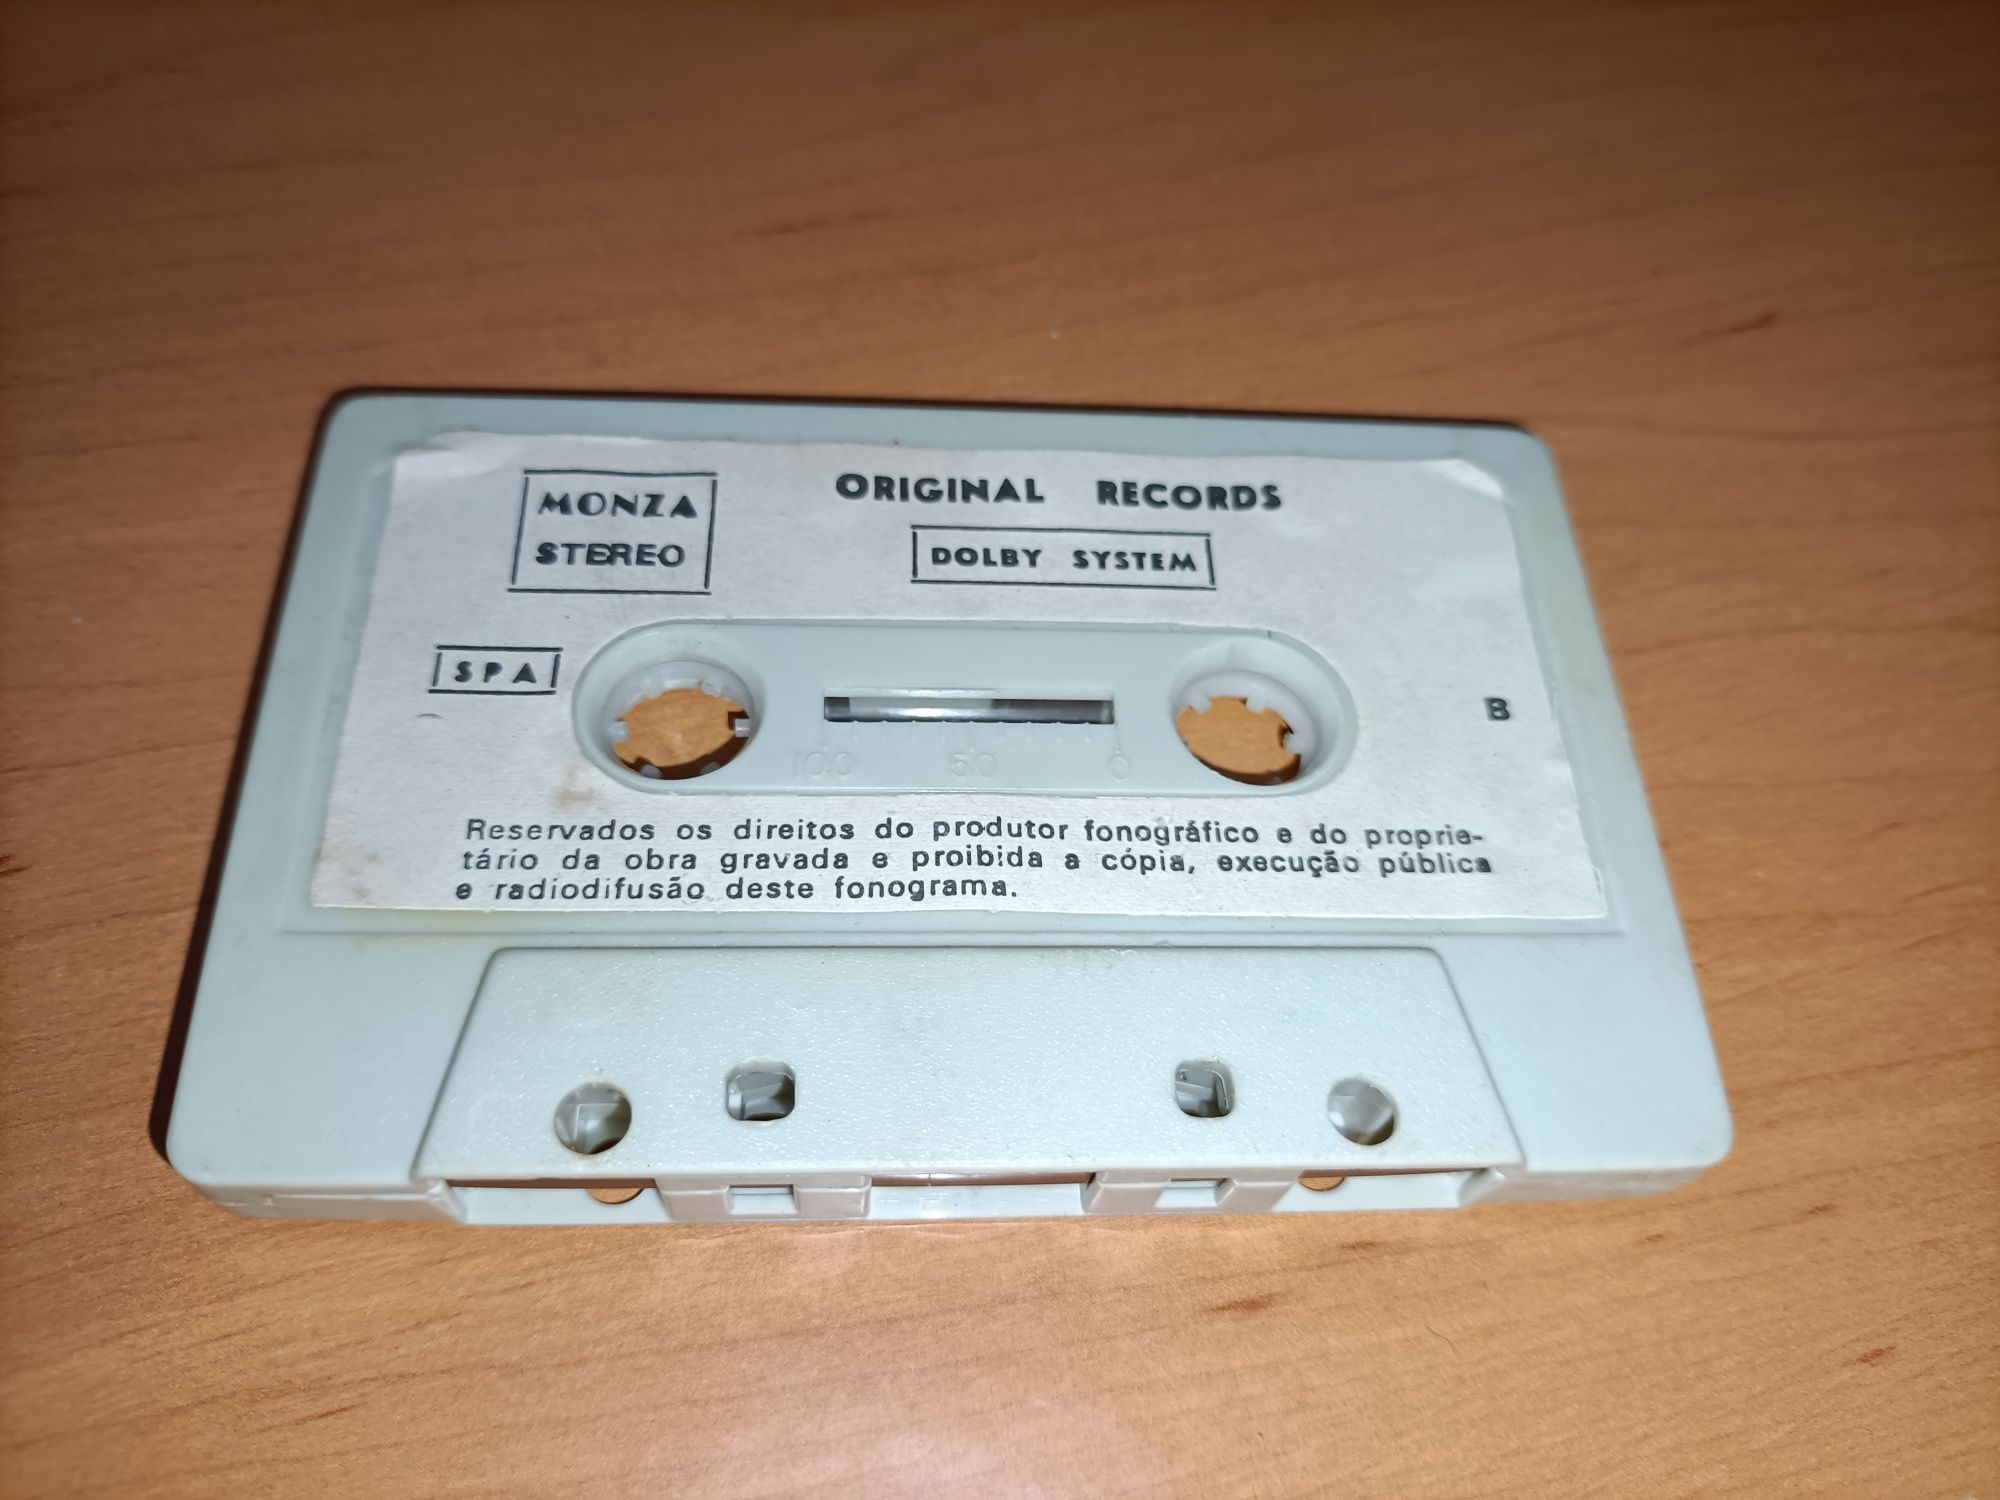 MONZA
STEREO
ORIGINAL RECORDS
DOLBY SYSTEM
SPA
B
100 50 0
Reservados os direitos do produtor fonográfico e do proprie-
tário da obra gravada e proibida a cópia, execução pública
e radiodifusão deste fonograma.